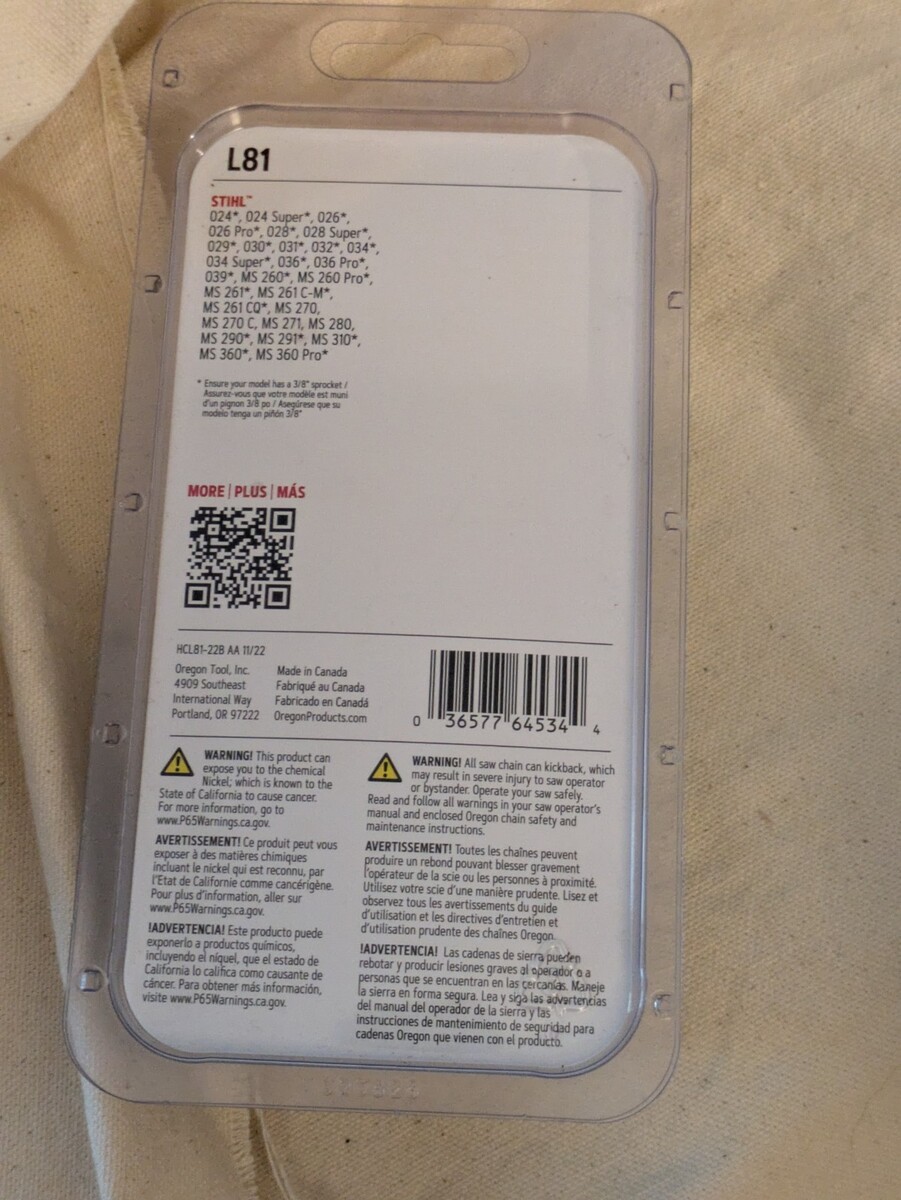 L81
STIHL™
024*, 024 Super*, 026*,
026 Pro*, 028*, 028 Super*,
029*, 030*, 031*, 032*, 034*,
034 Super*, 036*, 036 Pro*,
039*, MS 260*, MS 260 Pro*,
MS 261*, MS 261 C-M*,
MS 261 CQ*, MS 270,
MS 270 C, MS 271, MS 280,
MS 290*, MS 291*, MS 310*,
MS 360*, MS 360 Pro*
* Ensure your model has a 3/8" sprocket /
Assurez-vous que votre modèle est muni
d'un pignon 3/8 po / Asegúrese que su
modelo tenga un piñón 3/8"
MORE | PLUS | MÁS
HCL81-22B AA 11/22
Oregon Tool, Inc.
4909 Southeast
International Way
Portland, OR 97222
Made in Canada
Fabriqué au Canada
Fabricado en Canadá
OregonProducts.com
0 36577 64534 4
WARNING! This product can
expose you to the chemical
Nickel; which is known to the
State of California to cause cancer.
For more information, go to
www.P65Warnings.ca.gov.
AVERTISSEMENT! Ce produit peut vous
exposer à des matières chimiques
incluant le nickel qui est reconnu, par
l'Etat de Californie comme cancérigène.
Pour plus d'information, aller sur
www.P65Warnings.ca.gov.
!ADVERTENCIA! Este producto puede
exponerlo a productos químicos,
incluyendo el níquel, que el estado de
California lo califica como causante de
cáncer. Para obtener más información,
visite www.P65Warnings.ca.gov.
WARNING! All saw chain can kickback, which
may result in severe injury to saw operator
or bystander. Operate your saw safely.
Read and follow all warnings in your saw operator's
manual and enclosed Oregon chain safety and
maintenance instructions.
AVERTISSEMENT! Toutes les chaînes peuvent
produire un rebond pouvant blesser gravement
l'opérateur de la scie ou les personnes à proximité.
Utilisez votre scie d'une manière prudente. Lisez et
observez tous les avertissements du guide
d'utilisation et les directives d'entretien et
d'utilisation prudente des chaînes Oregon.
!ADVERTENCIA! Las cadenas de sierra pueden
rebotar y producir lesiones graves al operador o a
personas que se encuentran en las cercanías. Maneje
la sierra en forma segura. Lea y siga las advertencias
del manual del operador de la sierra y las
instrucciones de mantenimiento de seguridad para
cadenas Oregon que vienen con el producto.